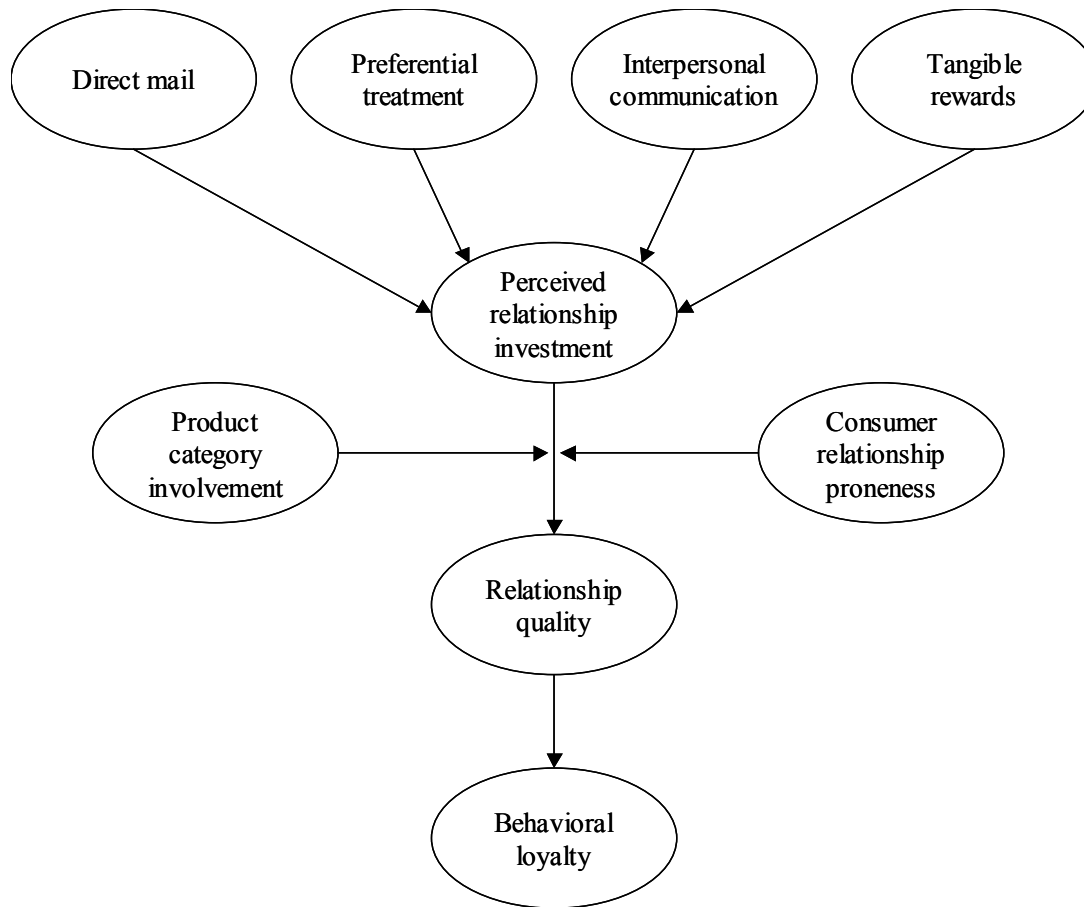 Direct mail
Preferential
treatment
Interpersonal
communication
Tangible
rewards
Perceived
relationship
investment
Product
category
involvement
Consumer
relationship
proneness
Relationship
quality
Behavioral
loyalty